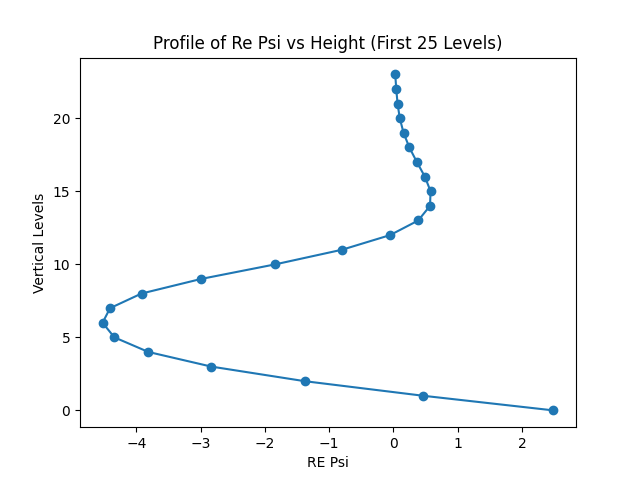 Profile of Re Psi vs Height (First 25 Levels)
20
15
10
5
0
Vertical Levels
−4 −3 −2 −1 0 1 2
RE Psi